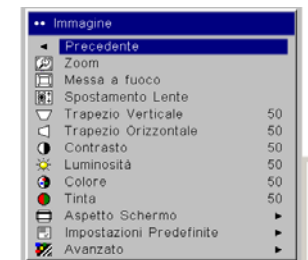 Immagine
Precedente
Zoom
Messa a fuoco
Spostamento Lente
Trapezio Verticale 50
Trapezio Orizzontale 50
Contrasto 50
Luminosità 50
Colore 50
Tinta 50
Aspetto Schermo
Impostazioni Predefinite
Avanzato